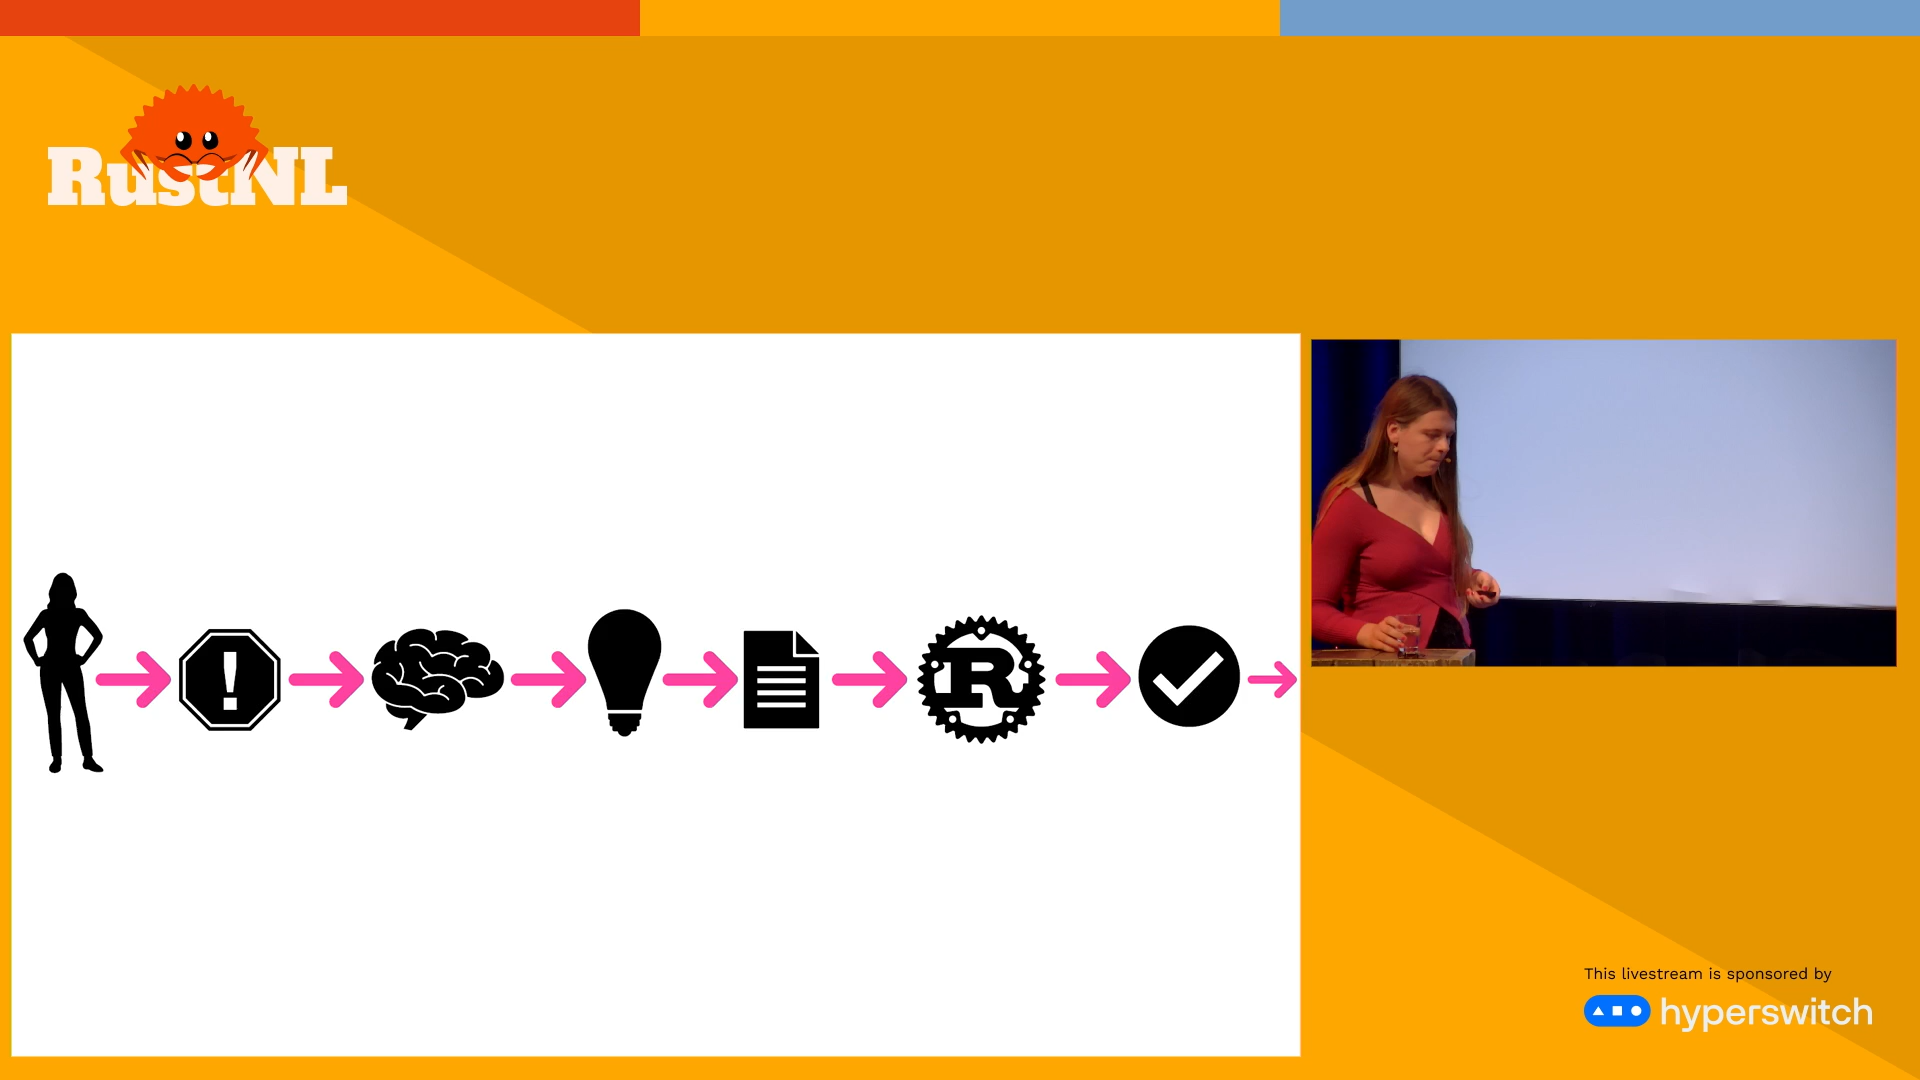 RustNL
!
R
This livestream is sponsored by
hyperswitch